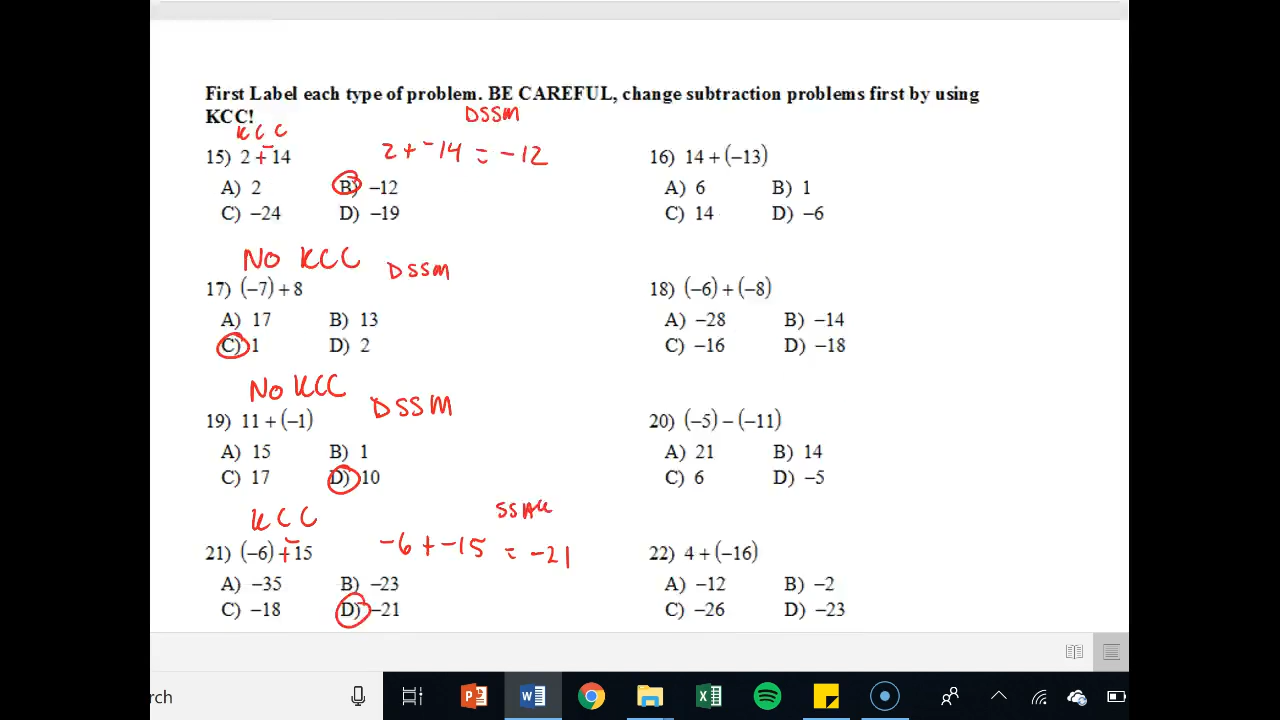 First Label each type of problem. BE CAREFUL, change subtraction problems first by using
KCC!
DSSM
KCC
15) 2 + -14
2 + -14 = -12
A) 2 B) −12
C) −24 D) −19
16) 14 + (−13)
A) 6 B) 1
C) 14 D) −6
No KCC DSSM
17) (−7) + 8
A) 17 B) 13
C) 1 D) 2
18) (−6) + (−8)
A) −28 B) −14
C) −16 D) −18
No KCC DSSM
19) 11 + (−1)
A) 15 B) 1
C) 17 D) 10
20) (−5) − (−11)
A) 21 B) 14
C) 6 D) −5
KCC
21) (−6) + -15
-6 + -15 = -21
A) −35 B) −23
C) −18 D) −21
22) 4 + (−16)
A) −12 B) −2
C) −26 D) −23
rch